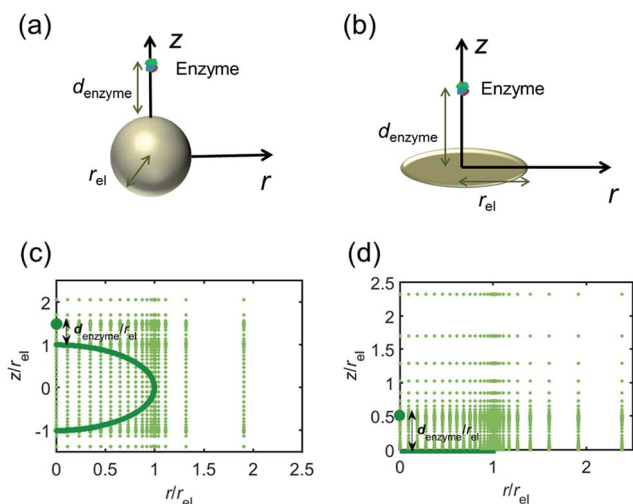 (a)
z
Enzyme
d_enzyme
r_el
r
(b)
z
Enzyme
d_enzyme
r_el
r
(c)
2
1
0
-1
z/r_el
d_enzyme/r_el
0 0.5 1 1.5 2 2.5
r/r_el
(d)
2.5
2
1.5
1
0.5
0
z/r_el
d_enzyme/r_el
0 1 2 3
r/r_el